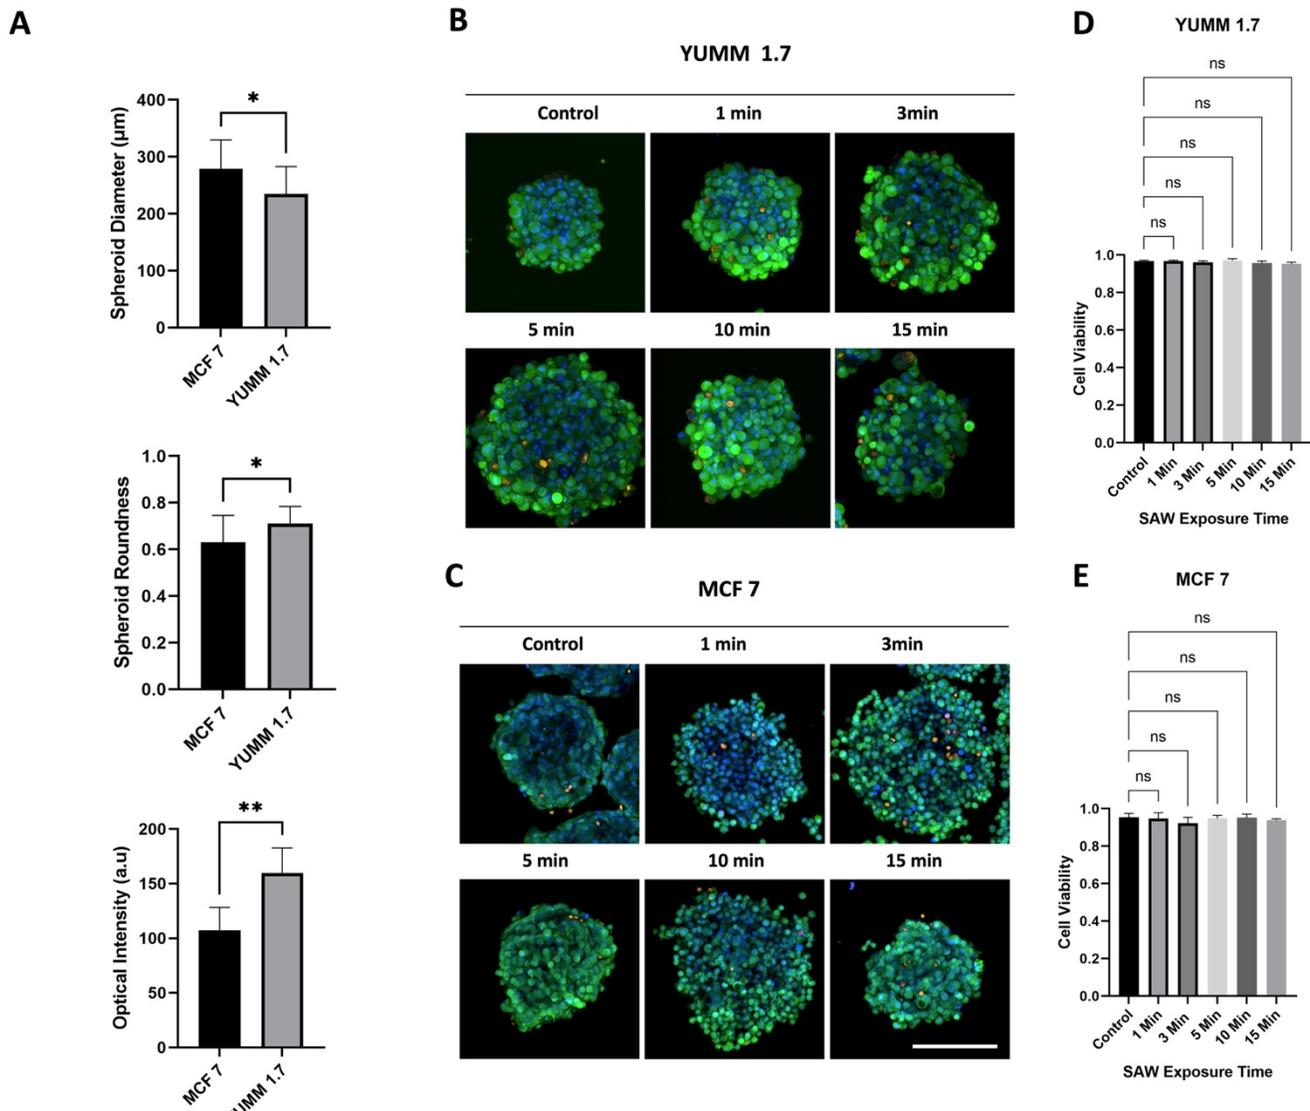 A
Spheroid Diameter (μm)
400
300
200
100
0
*
MCF 7
YUMM 1.7
Spheroid Roundness
1.0
0.8
0.6
0.4
0.2
0.0
*
MCF 7
YUMM 1.7
Optical Intensity (a.u)
200
150
100
50
0
**
MCF 7
YUMM 1.7
B
YUMM 1.7
Control 1 min 3min
5 min 10 min 15 min
C
MCF 7
Control 1 min 3min
5 min 10 min 15 min
D
YUMM 1.7
ns
ns
ns
ns
ns
Cell Viability
1.0
0.8
0.6
0.4
0.2
0.0
Control
1 Min
3 Min
5 Min
10 Min
15 Min
SAW Exposure Time
E
MCF 7
ns
ns
ns
ns
ns
Cell Viability
1.0
0.8
0.6
0.4
0.2
0.0
Control
1 Min
3 Min
5 Min
10 Min
15 Min
SAW Exposure Time